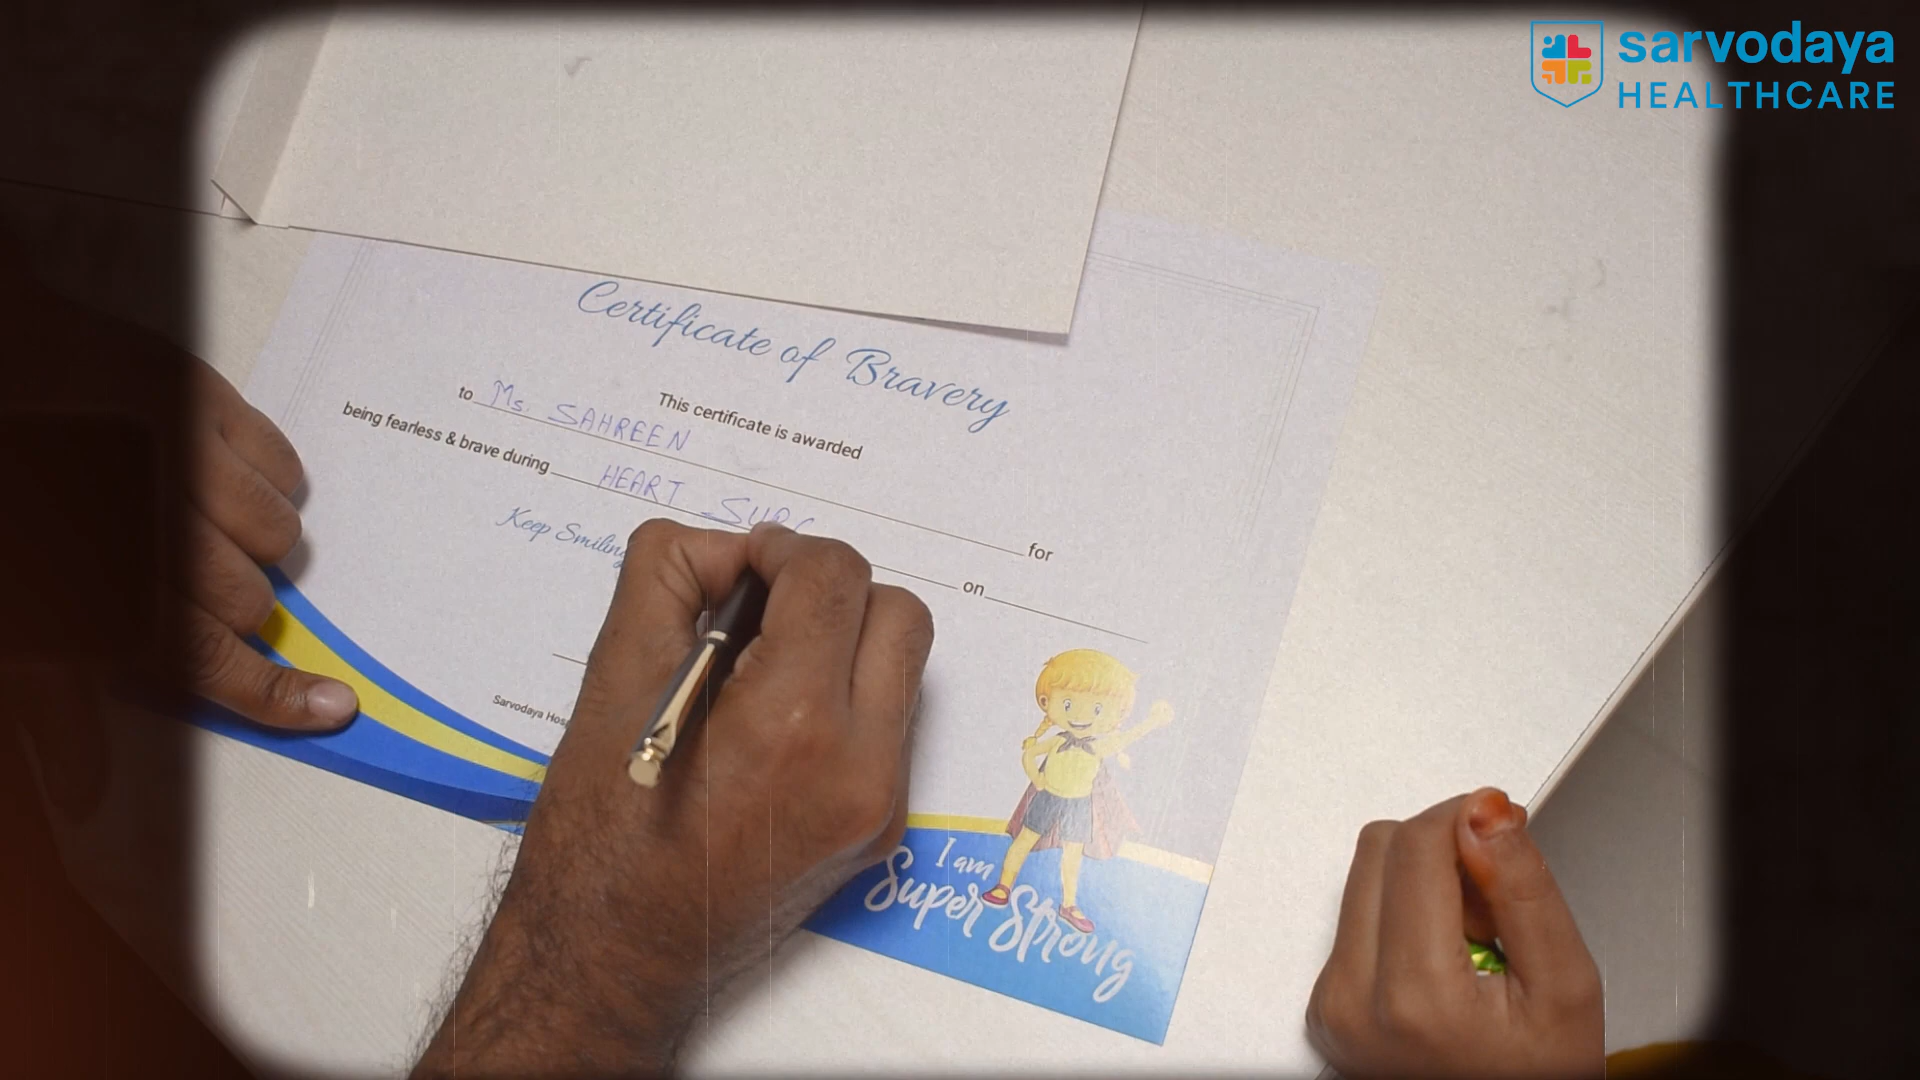 sarvodaya
HEALTHCARE
Certificate of Bravery
This certificate is awarded
to Ms. SAHREEN for
being fearless & brave during HEART on
Keep Smiling
Sarvodaya
I am
Super Strong